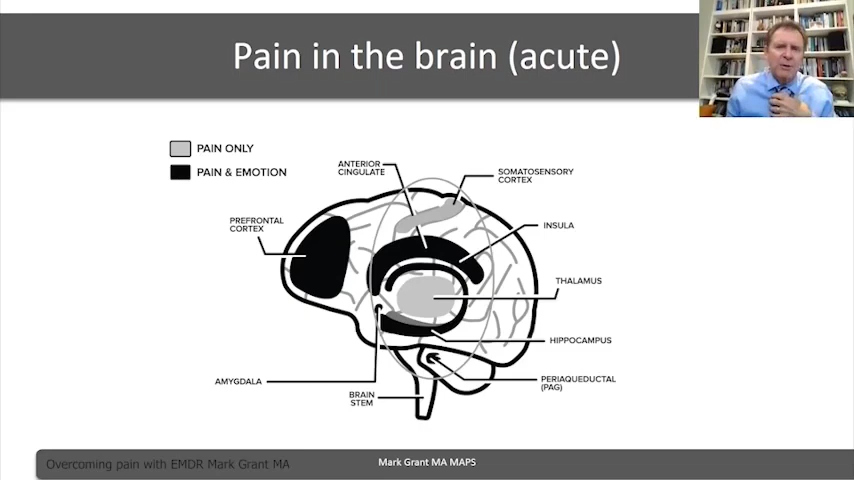 Pain in the brain (acute)
PAIN ONLY
PAIN & EMOTION
ANTERIOR
CINGULATE
SOMATOSENSORY
CORTEX
PREFRONTAL
CORTEX
INSULA
THALAMUS
HIPPOCAMPUS
AMYGDALA
PERIAQUEDUCTAL
(PAG)
BRAIN
STEM
Overcoming pain with EMDR Mark Grant MA
Mark Grant MA MAPS